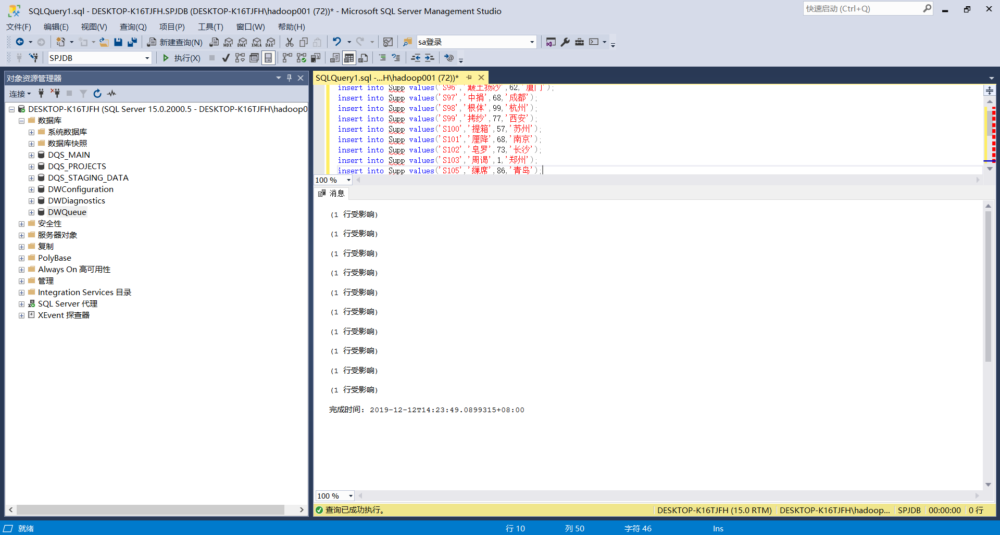 SQLQuery1.sql - DESKTOP-K16TJFH.SPJDB (DESKTOP-K16TJFH\hadoop001 (72))* - Microsoft SQL Server Management Studio
快速启动 (Ctrl+Q)
文件(F) 编辑(E) 视图(V) 查询(Q) 项目(P) 工具(T) 窗口(W) 帮助(H)
新建查询(N) MDX DMX XMLA DAX sa登录
SPJDB 执行(X)
对象资源管理器
连接
DESKTOP-K16TJFH (SQL Server 15.0.2000.5 - DESKTOP-K16TJFH\hadoop0
数据库
系统数据库
数据库快照
DQS_MAIN
DQS_PROJECTS
DQS_STAGING_DATA
DWConfiguration
DWDiagnostics
DWQueue
安全性
服务器对象
复制
PolyBase
Always On 高可用性
管理
Integration Services 目录
SQL Server 代理
XEvent 探查器
SQLQuery1.sql -...H\hadoop001 (72))*
insert into Supp values('S96','皴土扬沙',62,'厦门');
insert into Supp values('S97','中捐',68,'成都');
insert into Supp values('S98','根体',99,'杭州');
insert into Supp values('S99','拷纱',77,'西安');
insert into Supp values('S100','提箱',57,'苏州');
insert into Supp values('S101','厘降',68,'南京');
insert into Supp values('S102','皂罗',73,'长沙');
insert into Supp values('S103','周谒',1,'郑州');
insert into Supp values('S105','缫席',86,'青岛');
100 %
消息
(1 行受影响)
(1 行受影响)
(1 行受影响)
(1 行受影响)
(1 行受影响)
(1 行受影响)
(1 行受影响)
(1 行受影响)
(1 行受影响)
(1 行受影响)
完成时间: 2019-12-12T14:23:49.0899315+08:00
100 %
查询已成功执行。 DESKTOP-K16TJFH (15.0 RTM) DESKTOP-K16TJFH\hadoop... SPJDB 00:00:00 0 行
就绪 行 10 列 50 字符 46 Ins